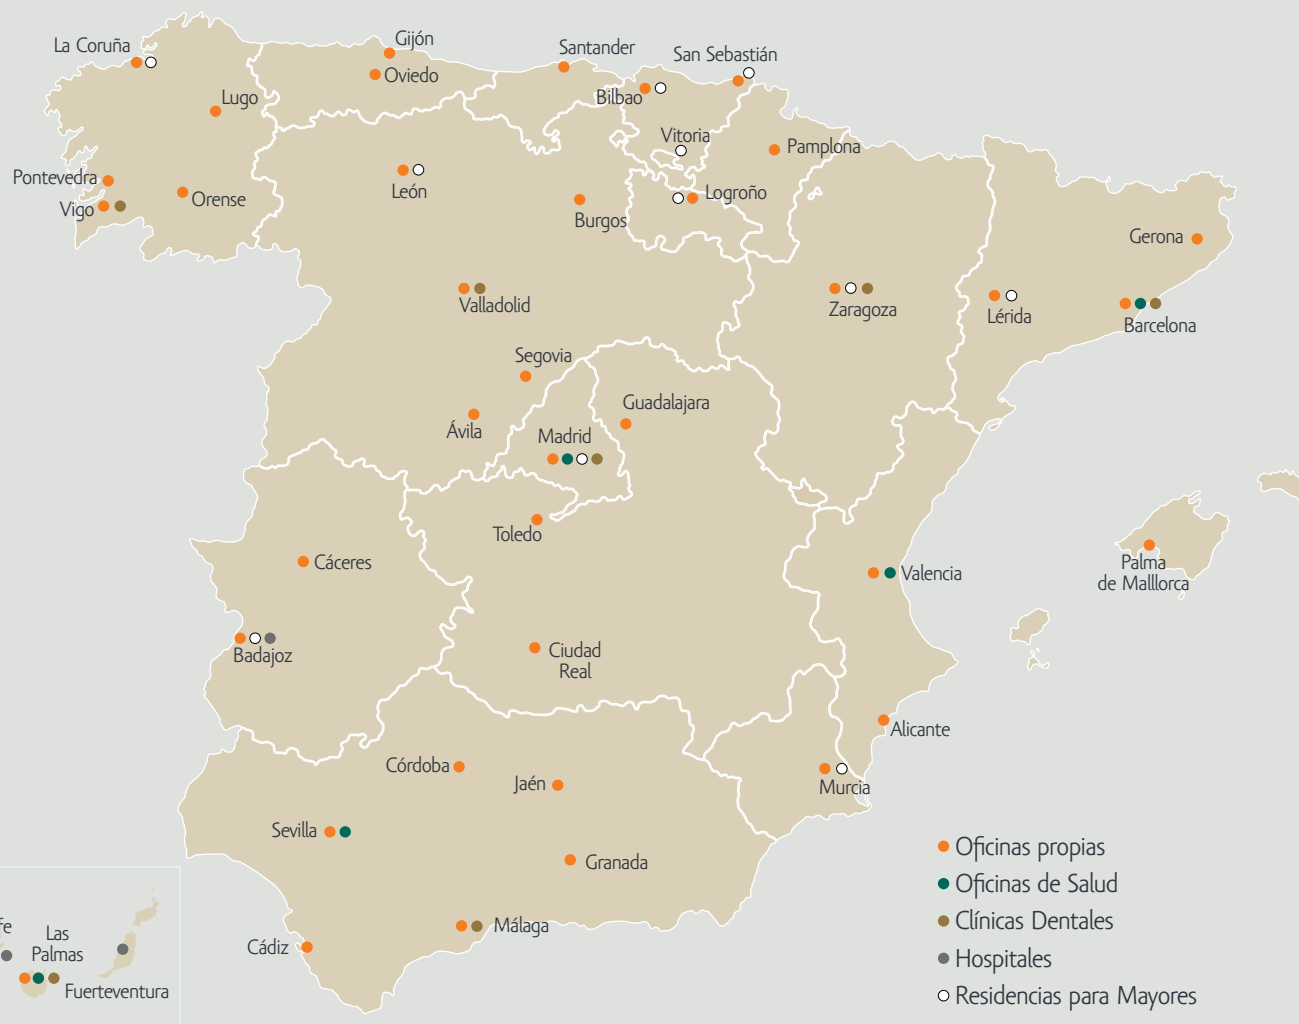 Gijón
La Coruña
Santander
San Sebastián
Oviedo
Lugo
Bilbao
Vitoria
Pamplona
Pontevedra
León
Logroño
Orense
Vigo
Burgos
Gerona
Valladolid
Zaragoza
Lérida
Barcelona
Segovia
Guadalajara
Ávila
Madrid
Toledo
Cáceres
Palma
de Malllorca
Valencia
Badajoz
Ciudad
Real
Alicante
Córdoba
Jaén
Murcia
Sevilla
Granada
Málaga
Cádiz
fe
Las
Palmas
Fuerteventura
Oficinas propias
Oficinas de Salud
Clínicas Dentales
Hospitales
Residencias para Mayores